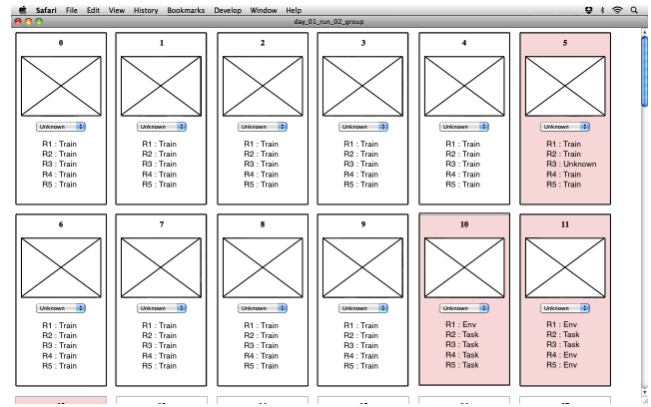 Safari File Edit View History Bookmarks Develop Window Help
day_01_run_02_group
0 1 2 3 4 5
Unknown Unknown Unknown Unknown Unknown Unknown
R1 : Train R1 : Train R1 : Train R1 : Train R1 : Train R1 : Train
R2 : Train R2 : Train R2 : Train R2 : Train R2 : Train R2 : Train
R3 : Train R3 : Train R3 : Train R3 : Train R3 : Train R3 : Unknown
R4 : Train R4 : Train R4 : Train R4 : Train R4 : Train R4 : Train
R5 : Train R5 : Train R5 : Train R5 : Train R5 : Train R5 : Train
6 7 8 9 10 11
Unknown Unknown Unknown Unknown Unknown Unknown
R1 : Train R1 : Train R1 : Train R1 : Train R1 : Env R1 : Env
R2 : Train R2 : Train R2 : Train R2 : Train R2 : Task R2 : Task
R3 : Train R3 : Train R3 : Train R3 : Train R3 : Task R3 : Task
R4 : Train R4 : Train R4 : Train R4 : Train R4 : Task R4 : Env
R5 : Train R5 : Train R5 : Train R5 : Train R5 : Task R5 : Env